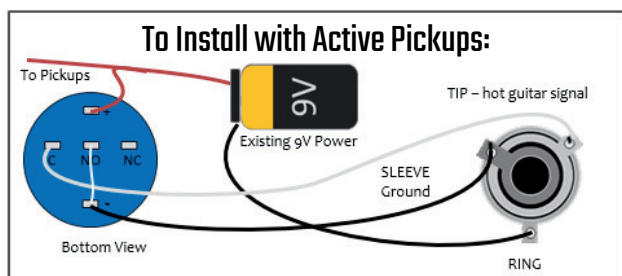 To Install with Active Pickups:
To Pickups
+
C NO NC
-
Bottom View
9V
Existing 9V Power
TIP – hot guitar signal
SLEEVE
Ground
RING